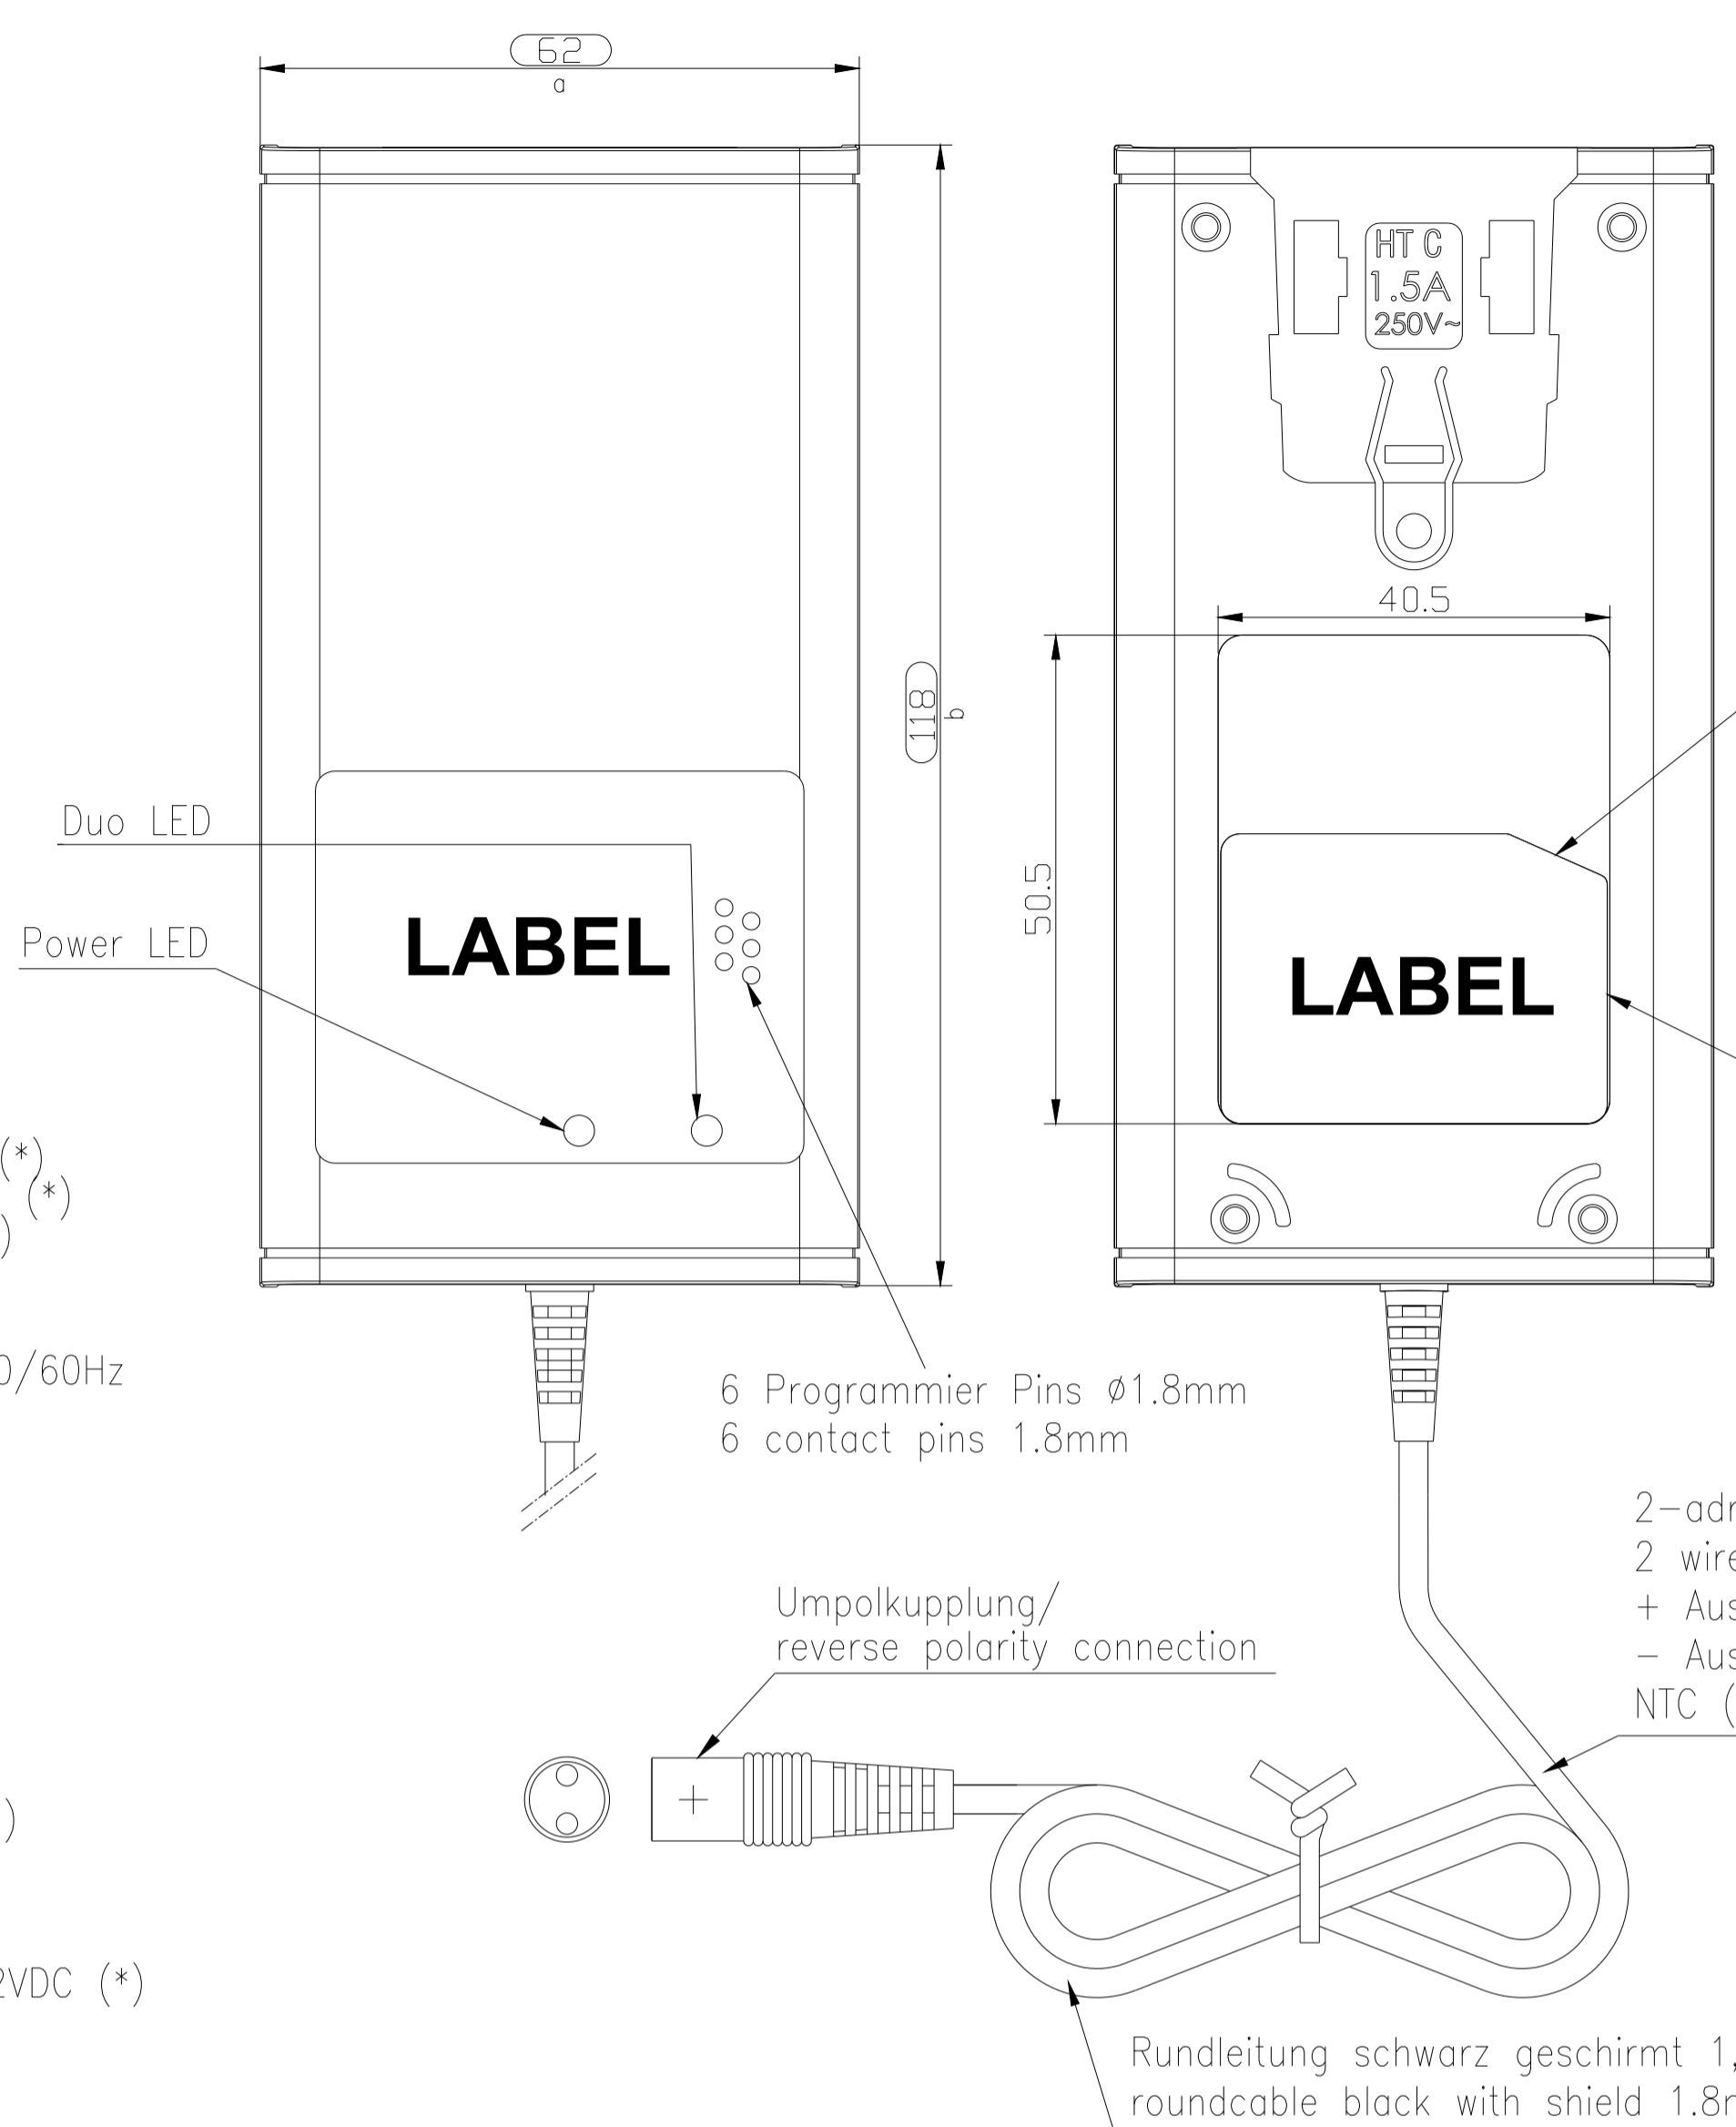 62
a
HT C
1.5A
250V~
40.5
118
b
50.5
Duo LED
Power LED
LABEL
LABEL
(*)
(*)
)
0/60Hz
6 Programmier Pins Ø1.8mm
6 contact pins 1.8mm
2-adr
2 wire
+ Aus
- Aus
NTC (
Umpolkupplung/
reverse polarity connection
+
)
2VDC (*)
Rundleitung schwarz geschirmt 1,
roundcable black with shield 1.8m